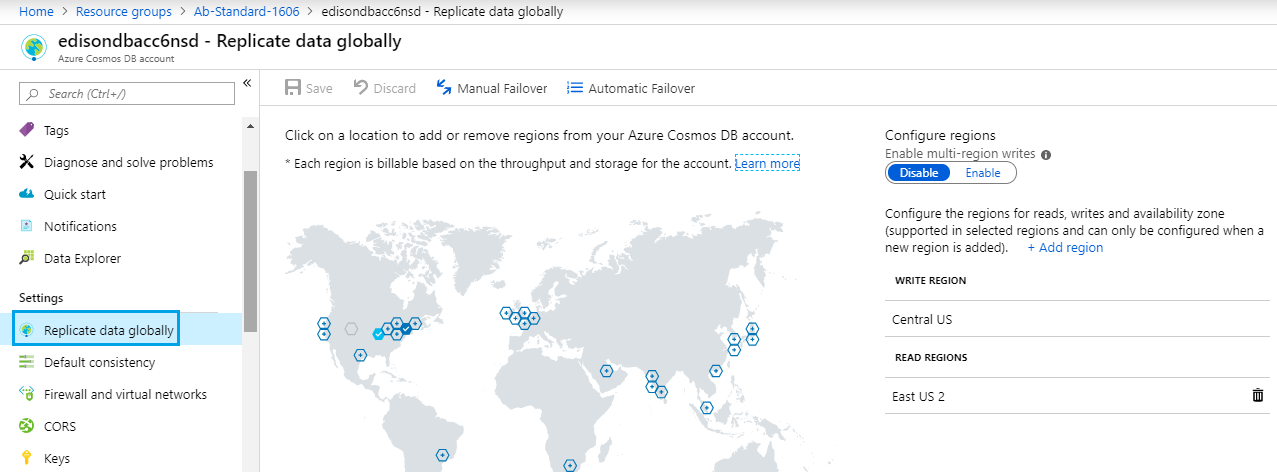 Home > Resource groups > Ab-Standard-1606 > edisondbacc6nsd - Replicate data globally
edisondbacc6nsd - Replicate data globally
Azure Cosmos DB account
Search (Ctrl+/)
Tags
Diagnose and solve problems
Quick start
Notifications
Data Explorer
Settings
Replicate data globally
Default consistency
Firewall and virtual networks
CORS
Keys
Save Discard Manual Failover Automatic Failover
Click on a location to add or remove regions from your Azure Cosmos DB account.
* Each region is billable based on the throughput and storage for the account. Learn more
Configure regions
Enable multi-region writes
Disable Enable
Configure the regions for reads, writes and availability zone
(supported in selected regions and can only be configured when a
new region is added). + Add region
WRITE REGION
Central US
READ REGIONS
East US 2